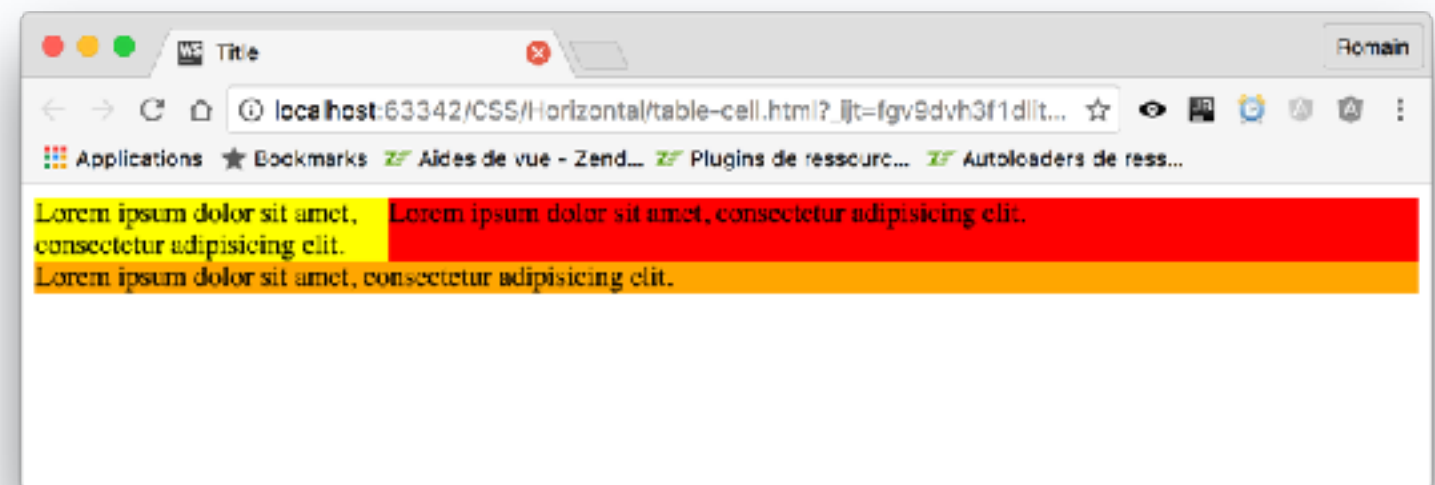 Title
Romain
localhost:63342/CSS/Horizontal/table-cell.html?_ijt=fgv9dvh3f1dlit...
Applications Bookmarks Aides de vue - Zend... Plugins de ressourc... Autoloaders de ress...
Lorem ipsum dolor sit amet, Lorem ipsum dolor sit amet, consectetur adipisicing elit.
consectetur adipisicing elit.
Lorem ipsum dolor sit amet, consectetur adipisicing elit.